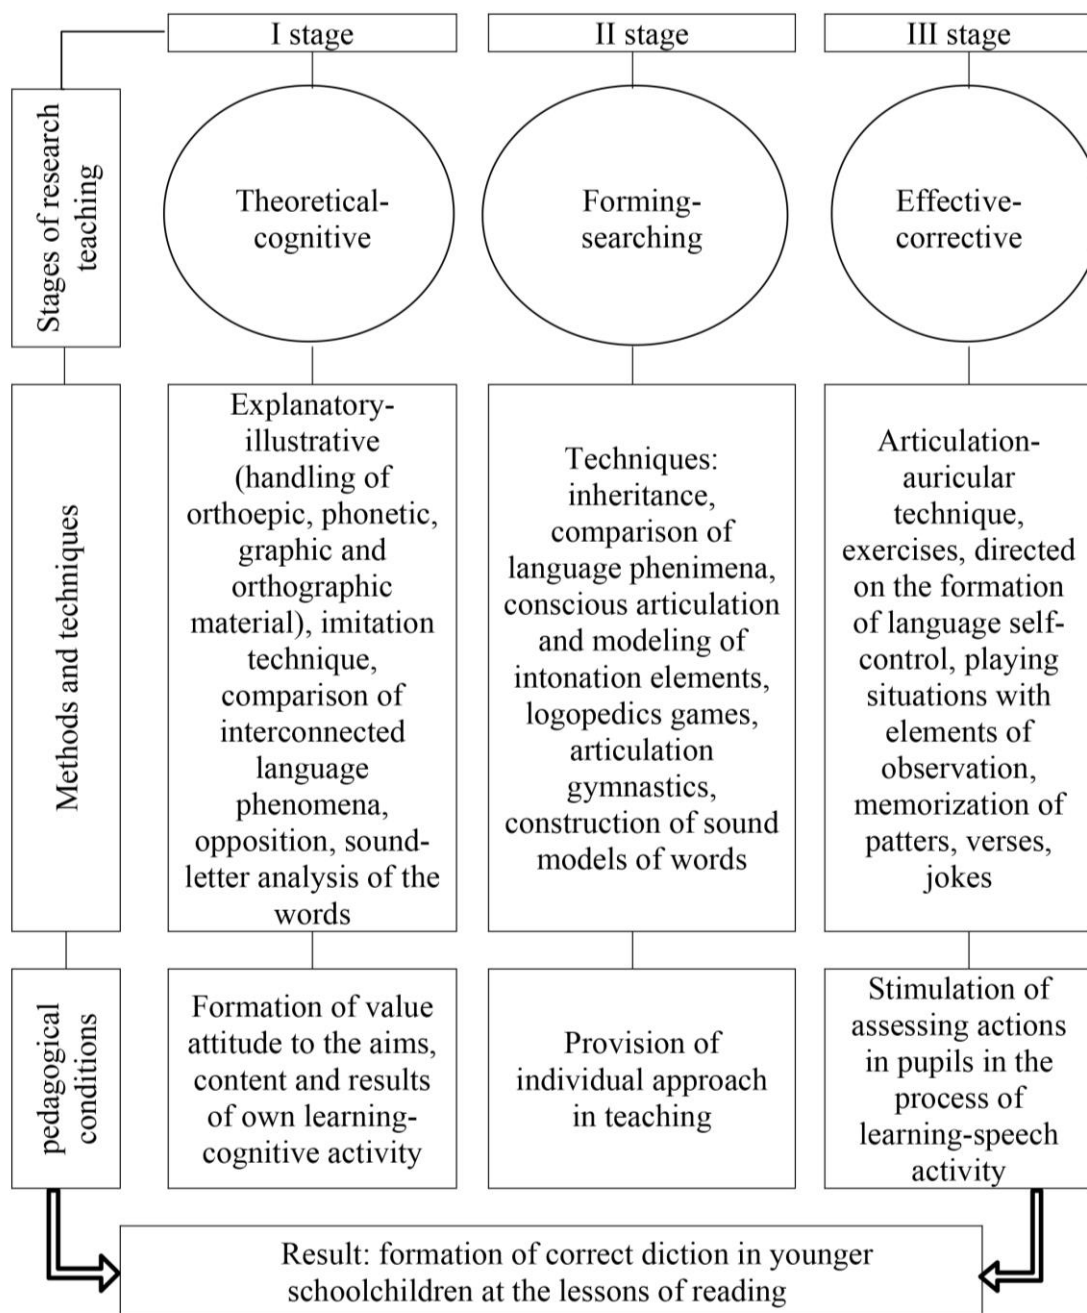 I stage
II stage
III stage
Stages of research
teaching
Theoretical-
cognitive
Forming-
searching
Effective-
corrective
Methods and techniques
Explanatory-
illustrative
(handling of
orthoepic, phonetic,
graphic and
orthographic
material), imitation
technique,
comparison of
interconnected
language
phenomena,
opposition, sound-
letter analysis of the
words
Techniques:
inheritance,
comparison of
language phenimena,
conscious articulation
and modeling of
intonation elements,
logopedics games,
articulation
gymnastics,
construction of sound
models of words
Articulation-
auricular
technique,
exercises, directed
on the formation
of language self-
control, playing
situations with
elements of
observation,
memorization of
patters, verses,
jokes
pedagogical
conditions
Formation of value
attitude to the aims,
content and results
of own learning-
cognitive activity
Provision of
individual approach
in teaching
Stimulation of
assessing actions
in pupils in the
process of
learning-speech
activity
Result: formation of correct diction in younger
schoolchildren at the lessons of reading